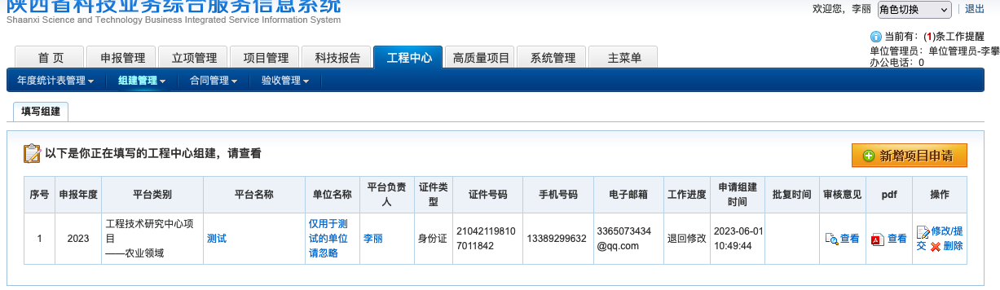 陕西省科技业务综合服务信息系统
Shaanxi Science and Technology Business Integrated Service Information System
欢迎您，李丽 角色切换 | 退出
当前有：(1)条工作提醒
单位管理员：单位管理员-李攀
办公电话：0
首 页 申报管理 立项管理 项目管理 科技报告 工程中心 高质量项目 系统管理 主菜单
年度统计表管理 组建管理 合同管理 验收管理
填写组建
以下是你正在填写的工程中心组建，请查看
新增项目申请
序号 申报年度 平台类别 平台名称 单位名称 平台负责人 证件类型 证件号码 手机号码 电子邮箱 工作进度 申请组建时间 批复时间 审核意见 pdf 操作
1 2023 工程技术研究中心项目——农业领域 测试 仅用于测试的单位请忽略 李丽 身份证 210421198107011842 13389299632 3365073434@qq.com 退回修改 2023-06-01 10:49:44 查看 查看 修改/提交 删除